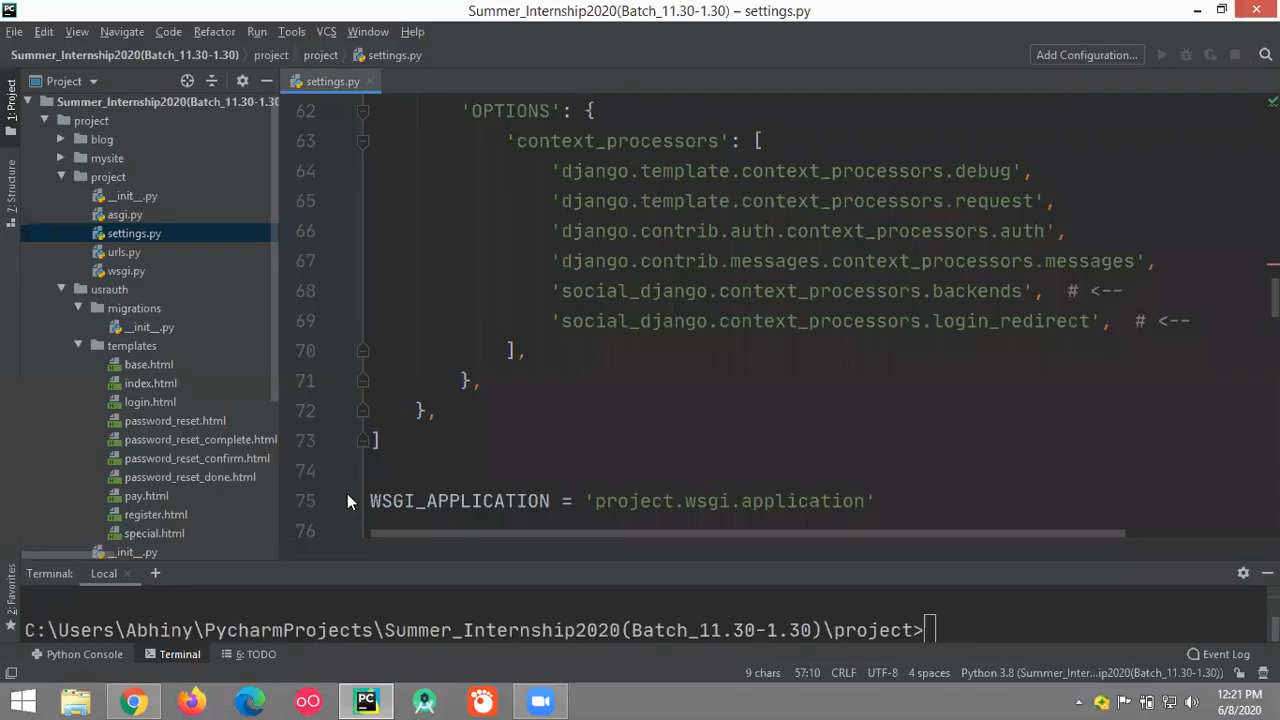 Summer_Internship2020(Batch_11.30-1.30) – settings.py
File Edit View Navigate Code Refactor Run Tools VCS Window Help
Summer_Internship2020(Batch_11.30-1.30) project project settings.py Add Configuration...
1: Project
Z: Structure
2: Favorites
Project
Summer_Internship2020(Batch_11.30-1.30
project
blog
mysite
project
__init__.py
asgi.py
settings.py
urls.py
wsgi.py
usrauth
migrations
__init__.py
templates
base.html
index.html
login.html
password_reset.html
password_reset_complete.html
password_reset_confirm.html
password_reset_done.html
pay.html
register.html
special.html
__init__.py
settings.py
62 'OPTIONS': {
63 'context_processors': [
64 'django.template.context_processors.debug',
65 'django.template.context_processors.request',
66 'django.contrib.auth.context_processors.auth',
67 'django.contrib.messages.context_processors.messages',
68 'social_django.context_processors.backends', # <--
69 'social_django.context_processors.login_redirect', # <--
70 ],
71 },
72 },
73 ]
74
75 WSGI_APPLICATION = 'project.wsgi.application'
76
Terminal: Local
C:\Users\Abhiny\PycharmProjects\Summer_Internship2020(Batch_11.30-1.30)\project>
Python Console Terminal 6: TODO Event Log
9 chars 57:10 CRLF UTF-8 4 spaces Python 3.8 (Summer_Inter...ip2020(Batch_11.30-1.30))
12:21 PM
6/8/2020